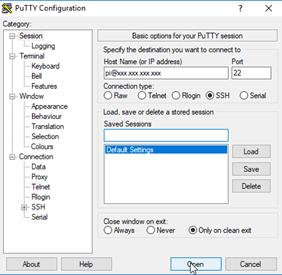 PuTTY Configuration
Category:
Session
Logging
Terminal
Keyboard
Bell
Features
Window
Appearance
Behaviour
Translation
Selection
Colours
Connection
Data
Proxy
Telnet
Rlogin
SSH
Serial
Basic options for your PuTTY session
Specify the destination you want to connect to
Host Name (or IP address) Port
pi@xxx.xxx.xxx.xxx 22
Connection type:
Raw Telnet Rlogin SSH Serial
Load, save or delete a stored session
Saved Sessions
Default Settings
Load
Save
Delete
Close window on exit:
Always Never Only on clean exit
About Help Open Cancel